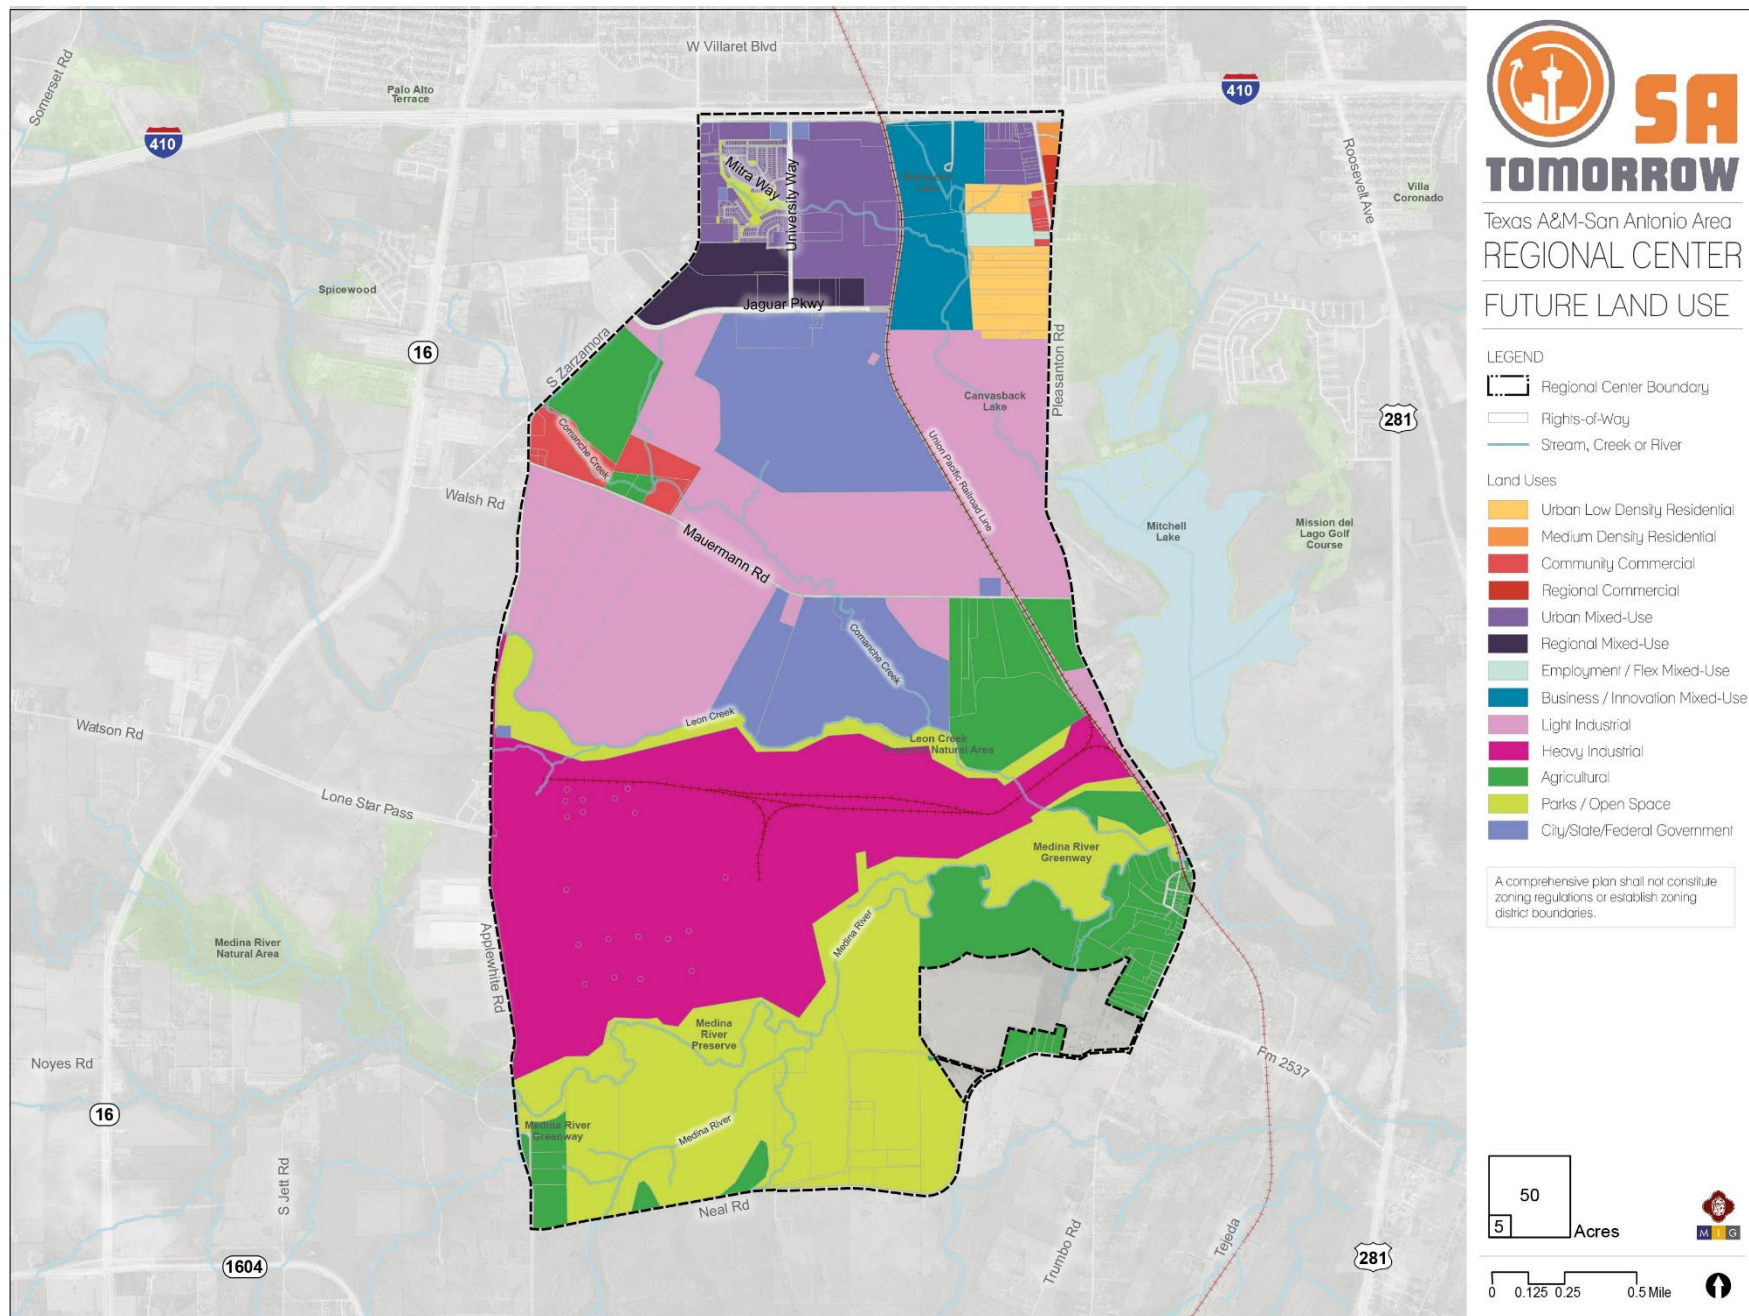 W Villaret Blvd
Somerset Rd
Palo Alto
Terrace
410
410
Mitra Way
University Way
Roosevelt Ave
Villa
Coronado
Lake
Spicewood
Jaguar Pkwy
S Zarzamora
16
Pleasanton Rd
Canvasback
Lake
281
Comanche Creek
Union Pacific Railroad Line
Walsh Rd
Mauermann Rd
Mitchell
Lake
Mission del
Lago Golf
Course
Comanche Creek
Leon Creek
Leon Creek
Natural Area
Watson Rd
Lone Star Pass
Medina River
Greenway
Medina River
Medina River
Natural Area
Applewhite Rd
Medina
River
Preserve
Noyes Rd
Fm 2537
16
Medina River
Greenway
Medina River
S Jett Rd
Neal Rd
Trumbo Rd
Tejeda
1604
281
SA
TOMORROW
Texas A&M-San Antonio Area
REGIONAL CENTER
FUTURE LAND USE
LEGEND
Regional Center Boundary
Rights-of-Way
Stream, Creek or River
Land Uses
Urban Low Density Residential
Medium Density Residential
Community Commercial
Regional Commercial
Urban Mixed-Use
Regional Mixed-Use
Employment / Flex Mixed-Use
Business / Innovation Mixed-Use
Light Industrial
Heavy Industrial
Agricultural
Parks / Open Space
City/State/Federal Government
A comprehensive plan shall not constitute
zoning regulations or establish zoning
district boundaries.
50
5
Acres
M I G
0 0.125 0.25 0.5 Mile